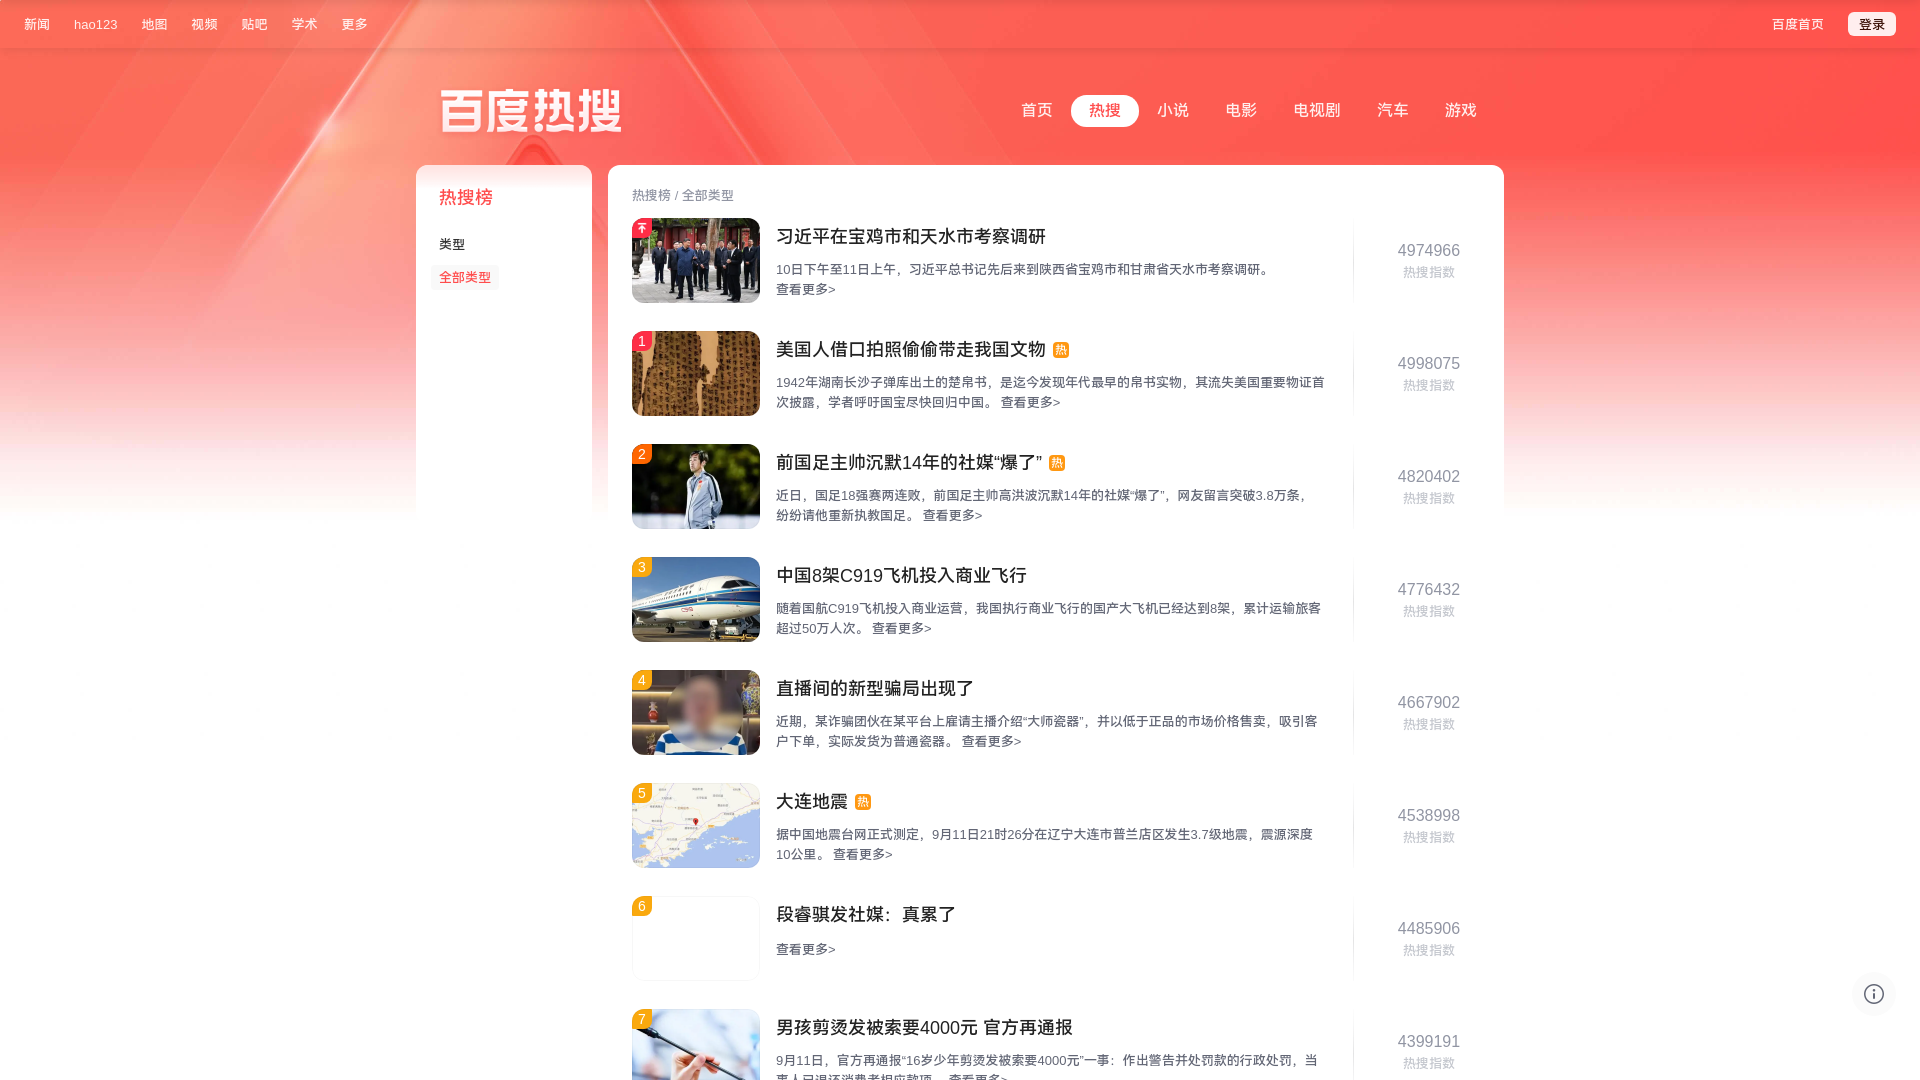 新闻 hao123 地图 视频 贴吧 学术 更多 百度首页 登录
百度热搜
首页 热搜 小说 电影 电视剧 汽车 游戏
热搜榜
类型
全部类型
热搜榜 / 全部类型
习近平在宝鸡市和天水市考察调研
10日下午至11日上午，习近平总书记先后来到陕西省宝鸡市和甘肃省天水市考察调研。
查看更多>
4974966
热搜指数
1
美国人借口拍照偷偷带走我国文物 热
1942年湖南长沙子弹库出土的楚帛书，是迄今发现年代最早的帛书实物，其流失美国重要物证首
次披露，学者呼吁国宝尽快回归中国。 查看更多>
4998075
热搜指数
2
前国足主帅沉默14年的社媒“爆了” 热
近日，国足18强赛两连败，前国足主帅高洪波沉默14年的社媒“爆了”，网友留言突破3.8万条，
纷纷请他重新执教国足。 查看更多>
4820402
热搜指数
3
中国8架C919飞机投入商业飞行
随着国航C919飞机投入商业运营，我国执行商业飞行的国产大飞机已经达到8架，累计运输旅客
超过50万人次。 查看更多>
4776432
热搜指数
4
直播间的新型骗局出现了
近期，某诈骗团伙在某平台上雇请主播介绍“大师瓷器”，并以低于正品的市场价格售卖，吸引客
户下单，实际发货为普通瓷器。 查看更多>
4667902
热搜指数
5
大连地震 热
据中国地震台网正式测定，9月11日21时26分在辽宁大连市普兰店区发生3.7级地震，震源深度
10公里。 查看更多>
4538998
热搜指数
6
段睿骐发社媒：真累了
查看更多>
4485906
热搜指数
7
男孩剪烫发被索要4000元 官方再通报
9月11日，官方再通报“16岁少年剪烫发被索要4000元”一事：作出警告并处罚款的行政处罚，当
事人已退还消费者相应款项。 查看更多>
4399191
热搜指数